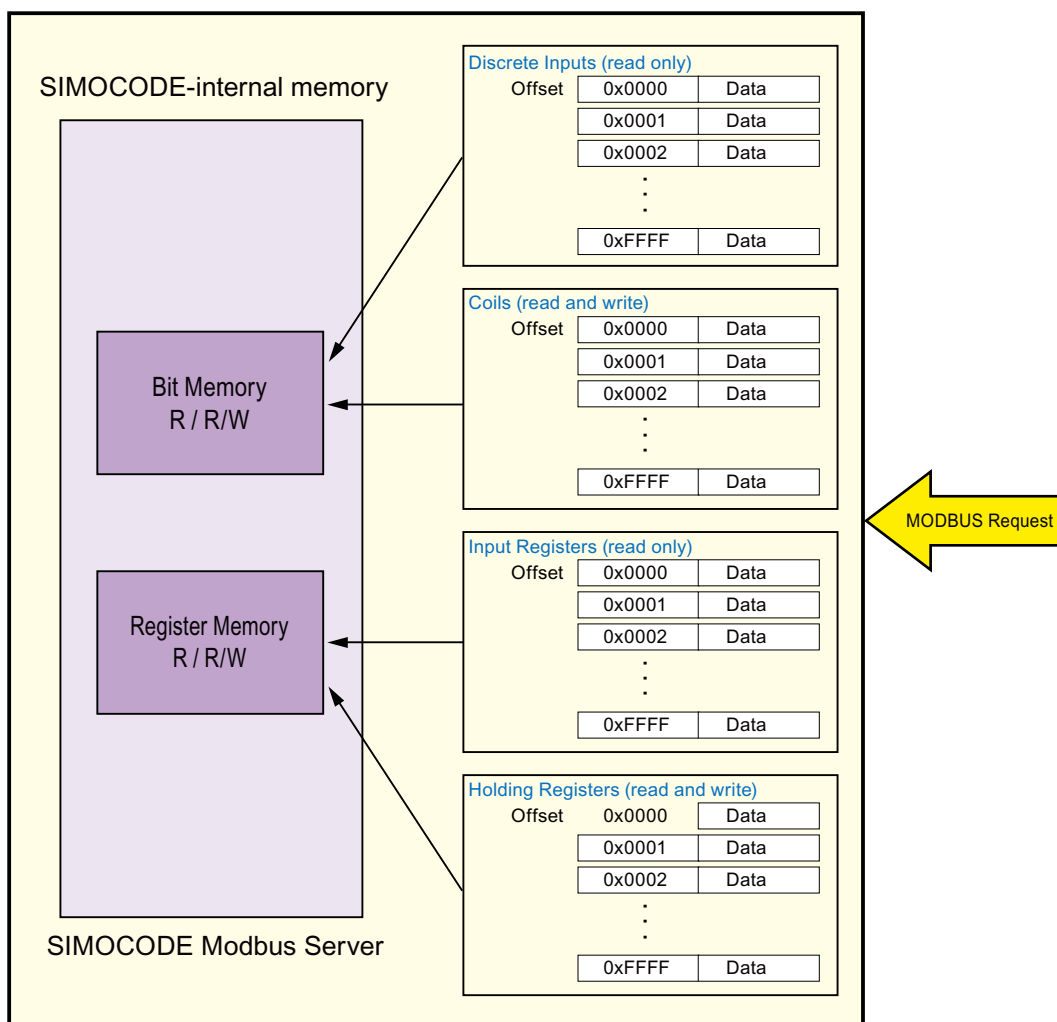 SIMOCODE-internal memory
Bit Memory
R / R/W
Register Memory
R / R/W
SIMOCODE Modbus Server
Discrete Inputs (read only)
Offset 0x0000 Data
0x0001 Data
0x0002 Data
0xFFFF Data
Coils (read and write)
Offset 0x0000 Data
0x0001 Data
0x0002 Data
0xFFFF Data
Input Registers (read only)
Offset 0x0000 Data
0x0001 Data
0x0002 Data
0xFFFF Data
Holding Registers (read and write)
Offset 0x0000 Data
0x0001 Data
0x0002 Data
0xFFFF Data
MODBUS Request